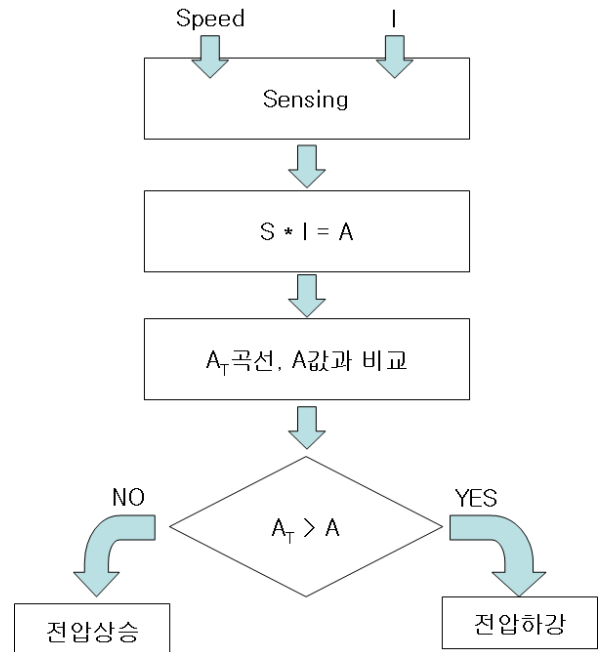 Speed I
Sensing
S * I = A
A_T곡선, A값과 비교
NO YES
A_T > A
전압상승 전압하강